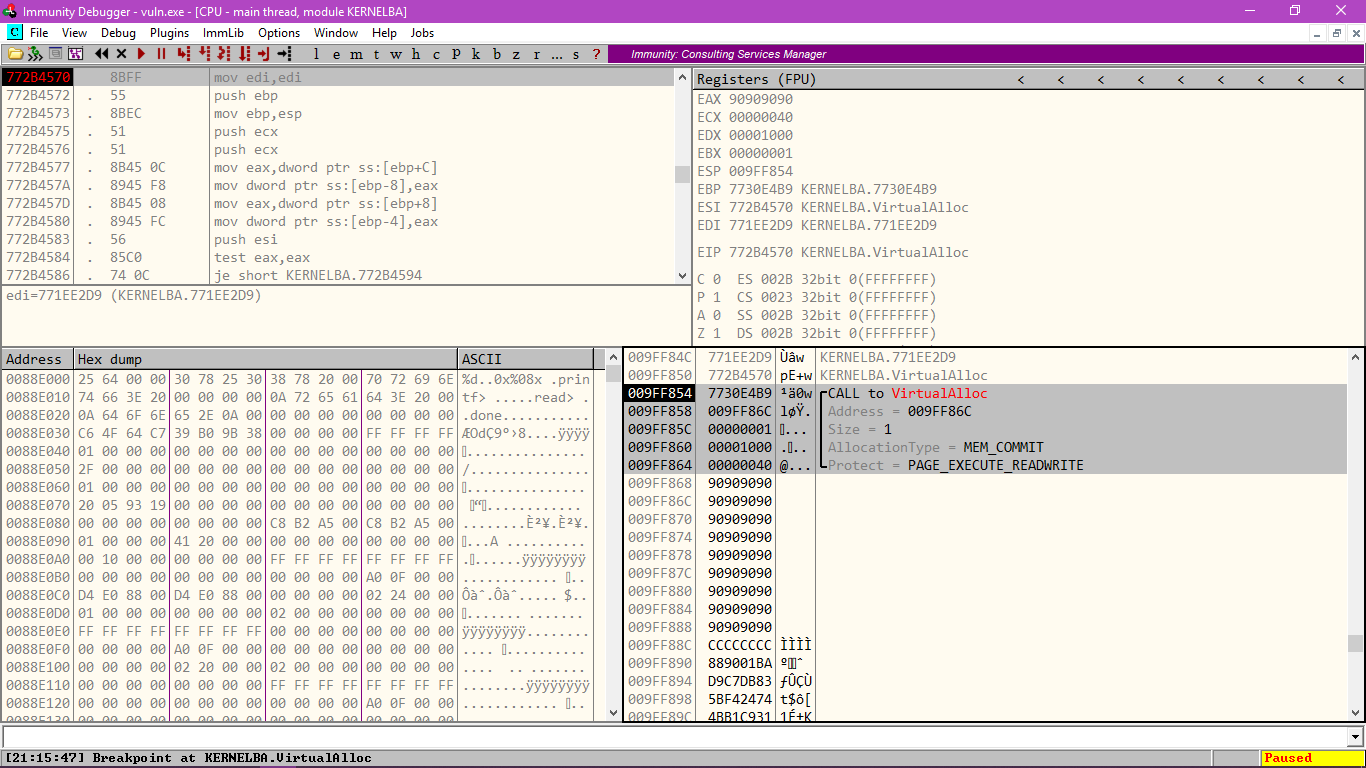 Immunity Debugger - vuln.exe - [CPU - main thread, module KERNELBA]
C File View Debug Plugins ImmLib Options Window Help Jobs
l e m t w h c P k b z r ... s ? Immunity: Consulting Services Manager
772B4570 8BFF mov edi,edi
772B4572 . 55 push ebp
772B4573 . 8BEC mov ebp,esp
772B4575 . 51 push ecx
772B4576 . 51 push ecx
772B4577 . 8B45 0C mov eax,dword ptr ss:[ebp+C]
772B457A . 8945 F8 mov dword ptr ss:[ebp-8],eax
772B457D . 8B45 08 mov eax,dword ptr ss:[ebp+8]
772B4580 . 8945 FC mov dword ptr ss:[ebp-4],eax
772B4583 . 56 push esi
772B4584 . 85C0 test eax,eax
772B4586 . 74 0C je short KERNELBA.772B4594
edi=771EE2D9 (KERNELBA.771EE2D9)
Registers (FPU) < < < < < < < < <
EAX 90909090
ECX 00000040
EDX 00001000
EBX 00000001
ESP 009FF854
EBP 7730E4B9 KERNELBA.7730E4B9
ESI 772B4570 KERNELBA.VirtualAlloc
EDI 771EE2D9 KERNELBA.771EE2D9
EIP 772B4570 KERNELBA.VirtualAlloc
C 0 ES 002B 32bit 0(FFFFFFFF)
P 1 CS 0023 32bit 0(FFFFFFFF)
A 0 SS 002B 32bit 0(FFFFFFFF)
Z 1 DS 002B 32bit 0(FFFFFFFF)
Address Hex dump ASCII
0088E000 25 64 00 00 30 78 25 30 38 78 20 00 70 72 69 6E %d..0x%08x .prin
0088E010 74 66 3E 20 00 00 00 00 0A 72 65 61 64 3E 20 00 tf> .....read> .
0088E020 0A 64 6F 6E 65 2E 0A 00 00 00 00 00 00 00 00 00 .done...........
0088E030 C6 4F 64 C7 39 B0 9B 38 00 00 00 00 FF FF FF FF ÆOdÇ9°›8....ÿÿÿÿ
0088E040 01 00 00 00 00 00 00 00 00 00 00 00 00 00 00 00 ...............
0088E050 2F 00 00 00 00 00 00 00 00 00 00 00 00 00 00 00 /...............
0088E060 01 00 00 00 00 00 00 00 00 00 00 00 00 00 00 00 ...............
0088E070 20 05 93 19 00 00 00 00 00 00 00 00 00 00 00 00 “............
0088E080 00 00 00 00 00 00 00 00 C8 B2 A5 00 C8 B2 A5 00 ........È²¥.È²¥.
0088E090 01 00 00 00 41 20 00 00 00 00 00 00 00 00 00 00 ...A ..........
0088E0A0 00 10 00 00 00 00 00 00 FF FF FF FF FF FF FF FF .......ÿÿÿÿÿÿÿÿ
0088E0B0 00 00 00 00 00 00 00 00 00 00 00 00 A0 0F 00 00 ............ ..
0088E0C0 D4 E0 88 00 D4 E0 88 00 00 00 00 00 02 24 00 00 Ôàˆ.Ôàˆ..... $..
0088E0D0 01 00 00 00 00 00 00 00 02 00 00 00 00 00 00 00 ....... .......
0088E0E0 FF FF FF FF FF FF FF FF 00 00 00 00 00 00 00 00 ÿÿÿÿÿÿÿÿ........
0088E0F0 00 00 00 00 A0 0F 00 00 00 00 00 00 00 00 00 00 .... ..........
0088E100 00 00 00 00 02 20 00 00 02 00 00 00 00 00 00 00 .... .. .......
0088E110 00 00 00 00 00 00 00 00 FF FF FF FF FF FF FF FF ........ÿÿÿÿÿÿÿÿ
0088E120 00 00 00 00 00 00 00 00 00 00 00 00 A0 0F 00 00 ............ ..
009FF84C 771EE2D9 Ùâw KERNELBA.771EE2D9
009FF850 772B4570 pE+w KERNELBA.VirtualAlloc
009FF854 7730E4B9 ¹ä0w CALL to VirtualAlloc
009FF858 009FF86C løŸ. Address = 009FF86C
009FF85C 00000001 ... Size = 1
009FF860 00001000 ... AllocationType = MEM_COMMIT
009FF864 00000040 @... Protect = PAGE_EXECUTE_READWRITE
009FF868 90909090
009FF86C 90909090
009FF870 90909090
009FF874 90909090
009FF878 90909090
009FF87C 90909090
009FF880 90909090
009FF884 90909090
009FF888 90909090
009FF88C CCCCCCCC ÌÌÌÌ
009FF890 889001BA ºˆ
009FF894 D9C7DB83 ƒÛÇÙ
009FF898 5BF42474 t$ô[
009FF89C 4BB1C931 1É±K
[21:15:47] Breakpoint at KERNELBA.VirtualAlloc
Paused